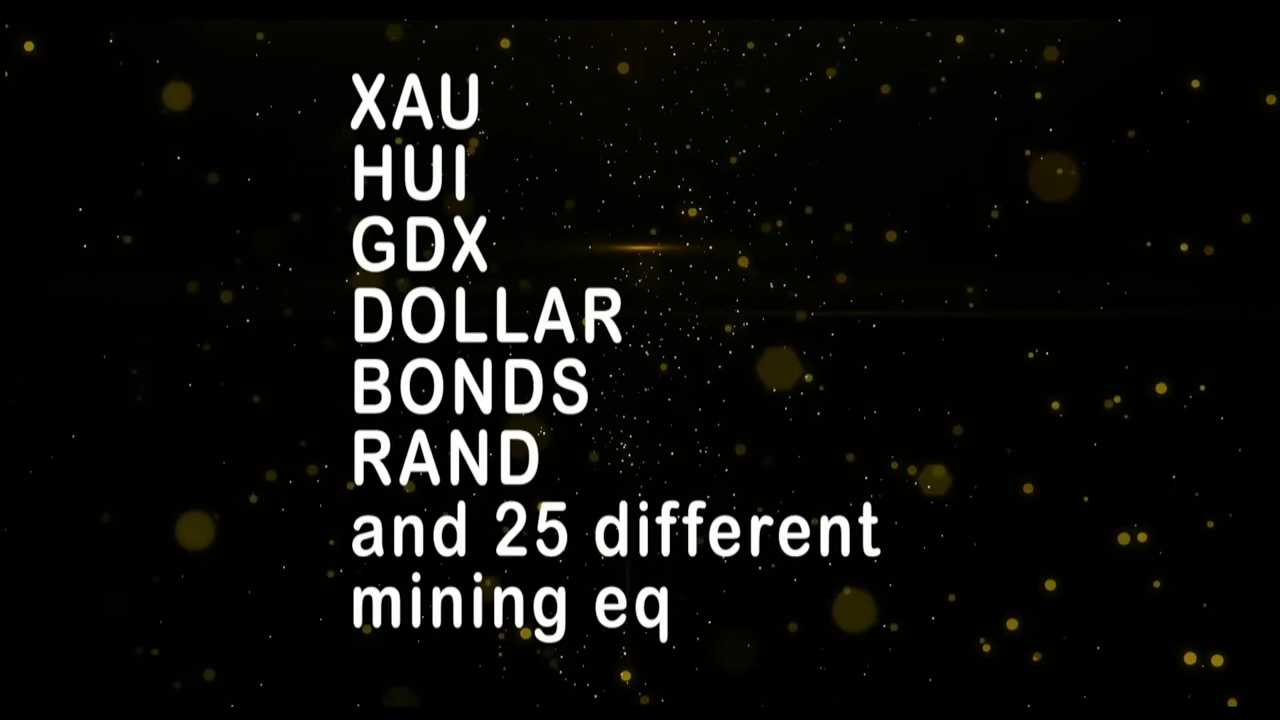 XAU
HUI
GDX
DOLLAR
BONDS
RAND
and 25 different
mining eq